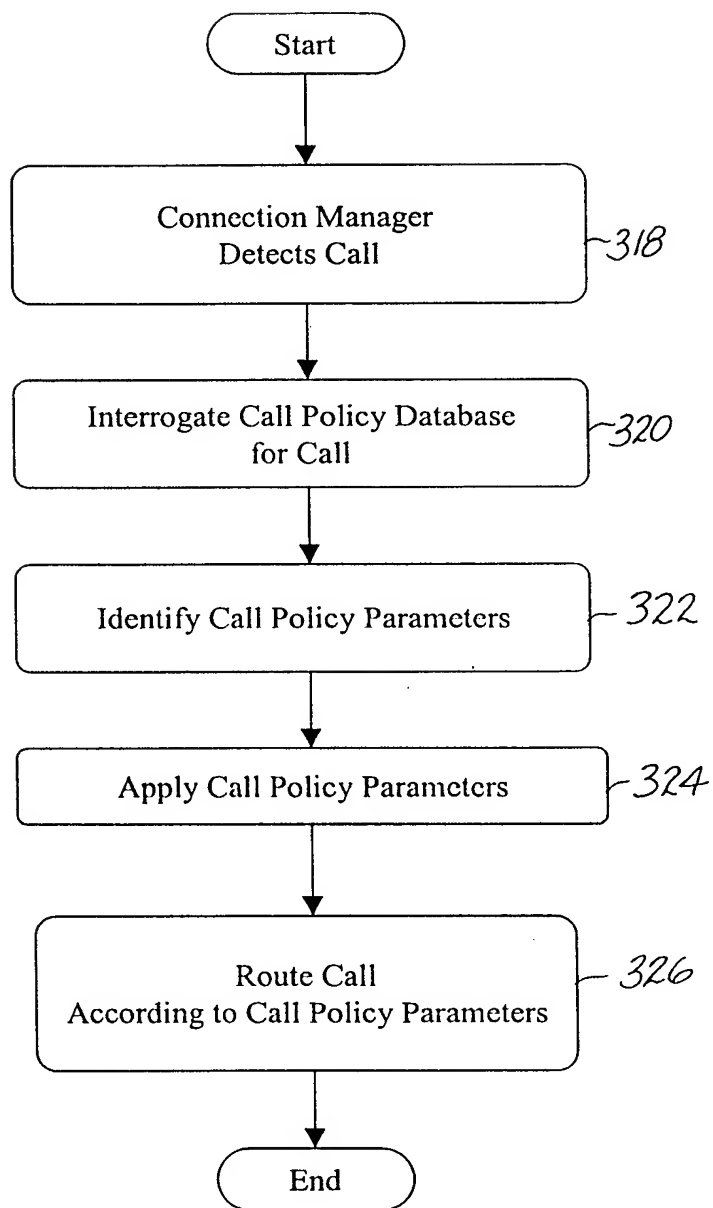 Start
Connection Manager
Detects Call
318
Interrogate Call Policy Database
for Call
320
Identify Call Policy Parameters
322
Apply Call Policy Parameters
324
Route Call
According to Call Policy Parameters
326
End